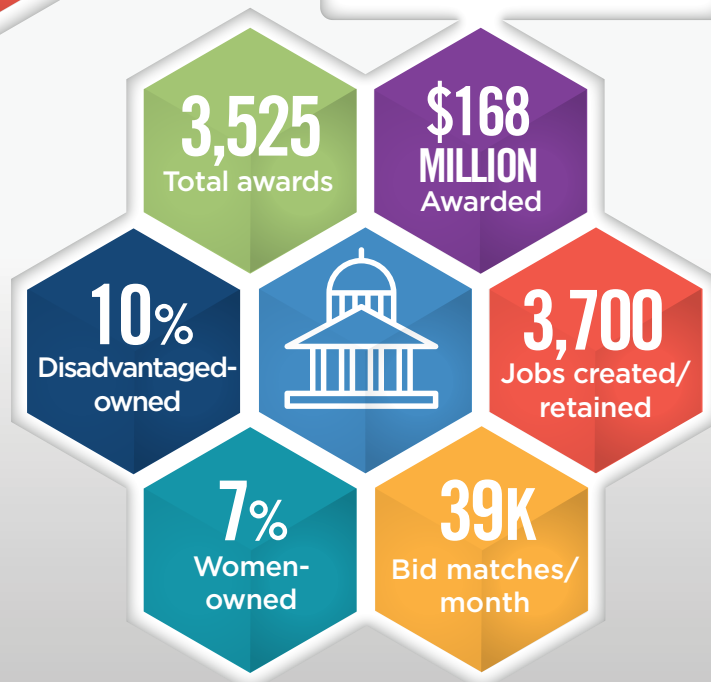 3,525
Total awards
$168
MILLION
Awarded
10%
Disadvantaged-
owned
3,700
Jobs created/
retained
7%
Women-
owned
39K
Bid matches/
month